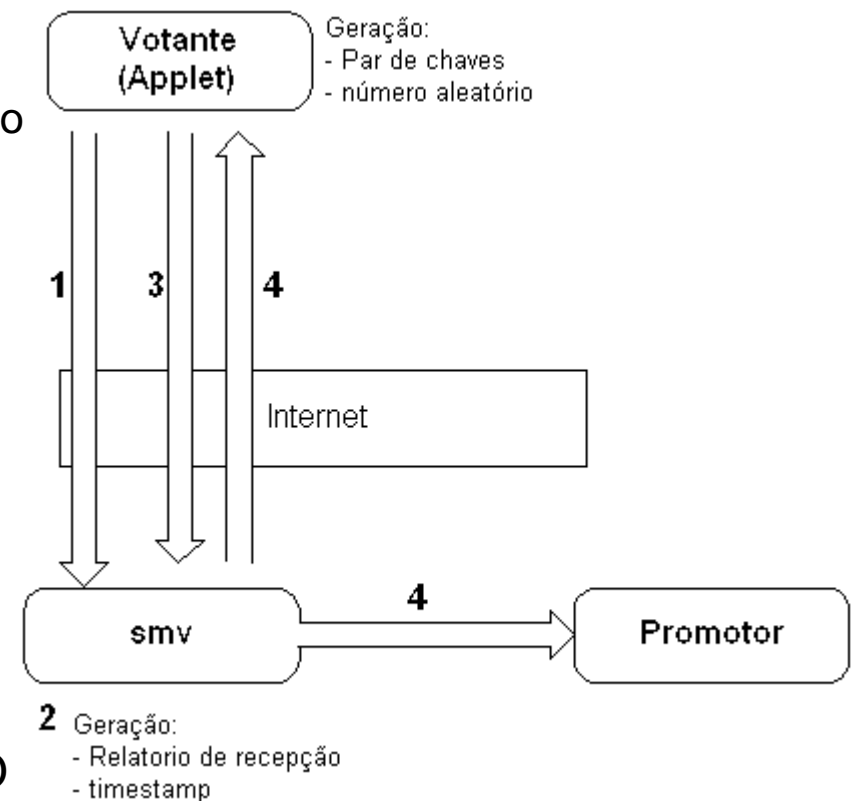 Votante
(Applet)
Geração:
- Par de chaves
- número aleatório
o
1
3
4
Internet
smv
4
Promotor
2
Geração:
- Relatorio de recepção
- timestamp